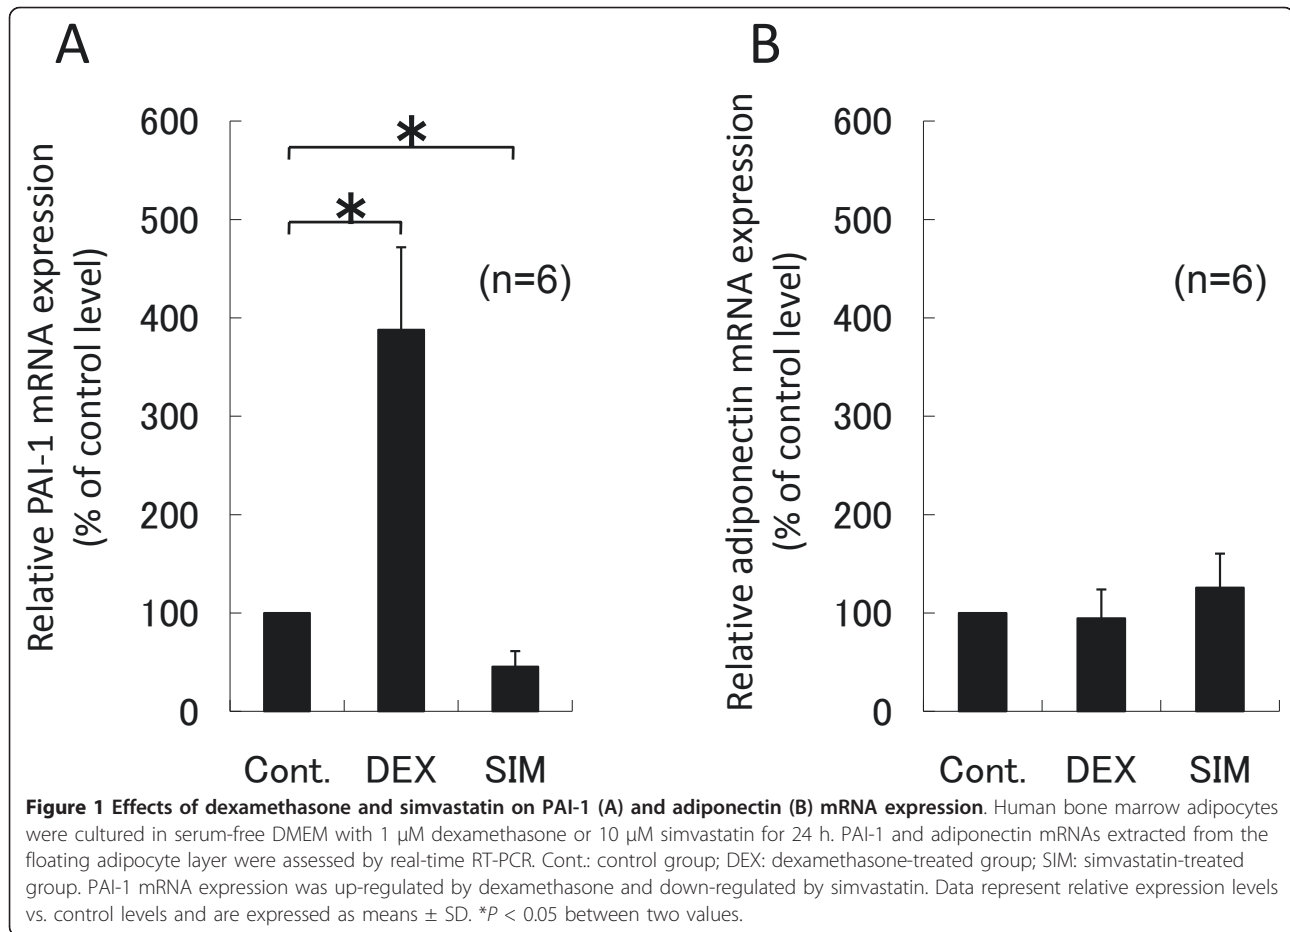 A
Relative PAI-1 mRNA expression
(% of control level)
600
500
400
300
200
100
0
*
*
(n=6)
Cont. DEX SIM
B
Relative adiponectin mRNA expression
(% of control level)
600
500
400
300
200
100
0
(n=6)
Cont. DEX SIM
Figure 1 Effects of dexamethasone and simvastatin on PAI-1 (A) and adiponectin (B) mRNA expression. Human bone marrow adipocytes
were cultured in serum-free DMEM with 1 μM dexamethasone or 10 μM simvastatin for 24 h. PAI-1 and adiponectin mRNAs extracted from the
floating adipocyte layer were assessed by real-time RT-PCR. Cont.: control group; DEX: dexamethasone-treated group; SIM: simvastatin-treated
group. PAI-1 mRNA expression was up-regulated by dexamethasone and down-regulated by simvastatin. Data represent relative expression levels
vs. control levels and are expressed as means ± SD. *P < 0.05 between two values.